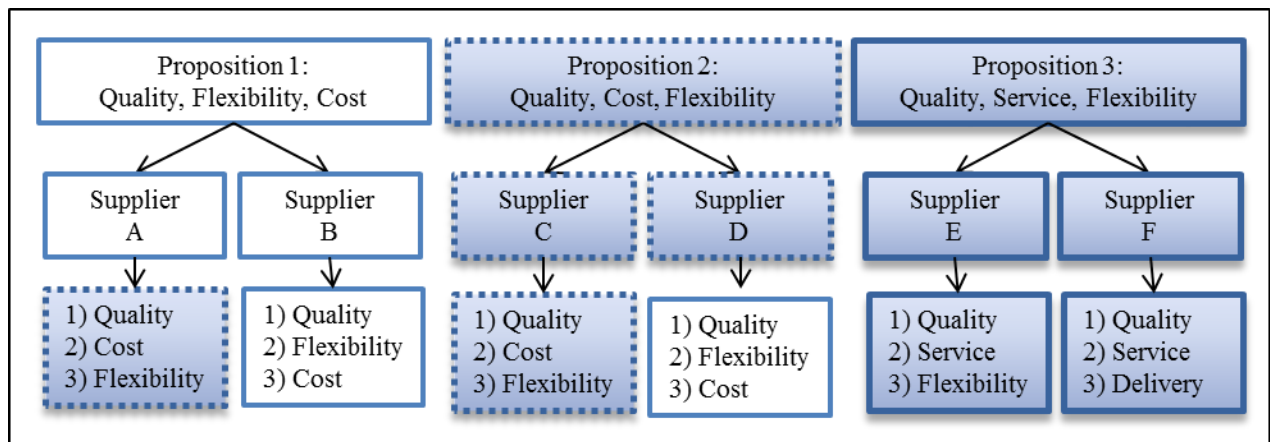 Proposition 1:
Quality, Flexibility, Cost
Proposition 2:
Quality, Cost, Flexibility
Proposition 3:
Quality, Service, Flexibility
Supplier
A
Supplier
B
Supplier
C
Supplier
D
Supplier
E
Supplier
F
1) Quality
2) Cost
3) Flexibility
1) Quality
2) Flexibility
3) Cost
1) Quality
2) Cost
3) Flexibility
1) Quality
2) Flexibility
3) Cost
1) Quality
2) Service
3) Flexibility
1) Quality
2) Service
3) Delivery